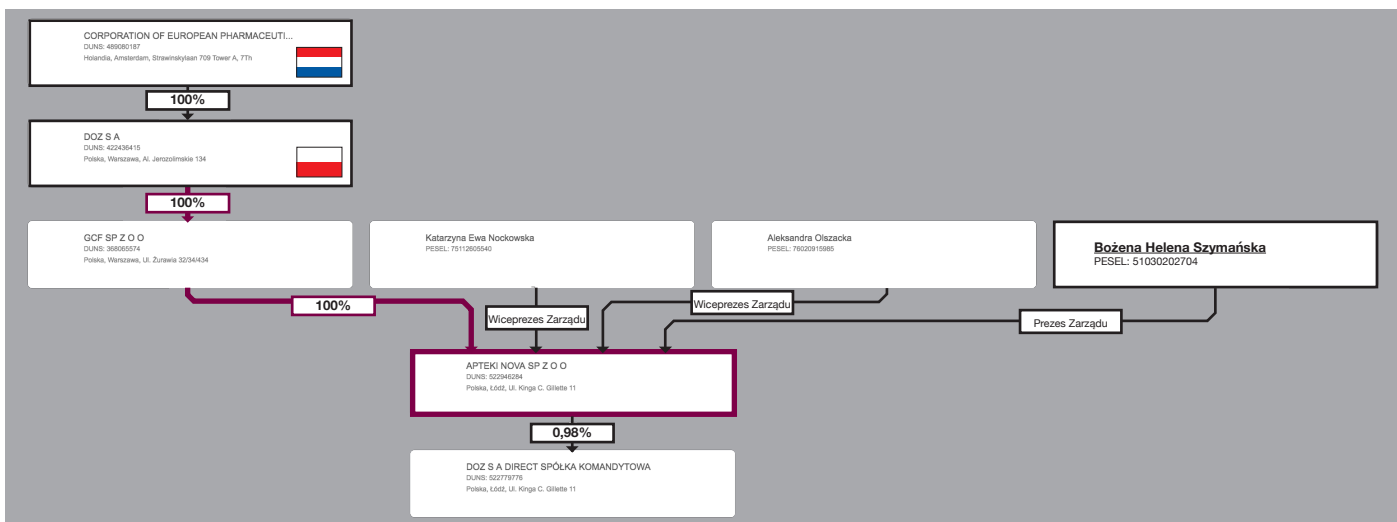 CORPORATION OF EUROPEAN PHARMACEUTI...
DUNS: 489080187
Holandia, Amsterdam, Strawinskylaan 709 Tower A, 7Th
100%
DOZ S A
DUNS: 422436415
Polska, Warszawa, Al. Jerozolimskie 134
100%
GCF SP Z O O
DUNS: 368065574
Polska, Warszawa, Ul. Żurawia 32/34/434
Katarzyna Ewa Nockowska
PESEL: 75112605540
Aleksandra Olszacka
PESEL: 76020915985
Bożena Helena Szymańska
PESEL: 51030202704
100%
Wiceprezes Zarządu
Wiceprezes Zarządu
Prezes Zarządu
APTEKI NOVA SP Z O O
DUNS: 522946284
Polska, Łódź, Ul. Kinga C. Gillette 11
0,98%
DOZ S A DIRECT SPÓŁKA KOMANDYTOWA
DUNS: 522779776
Polska, Łódź, Ul. Kinga C. Gillette 11